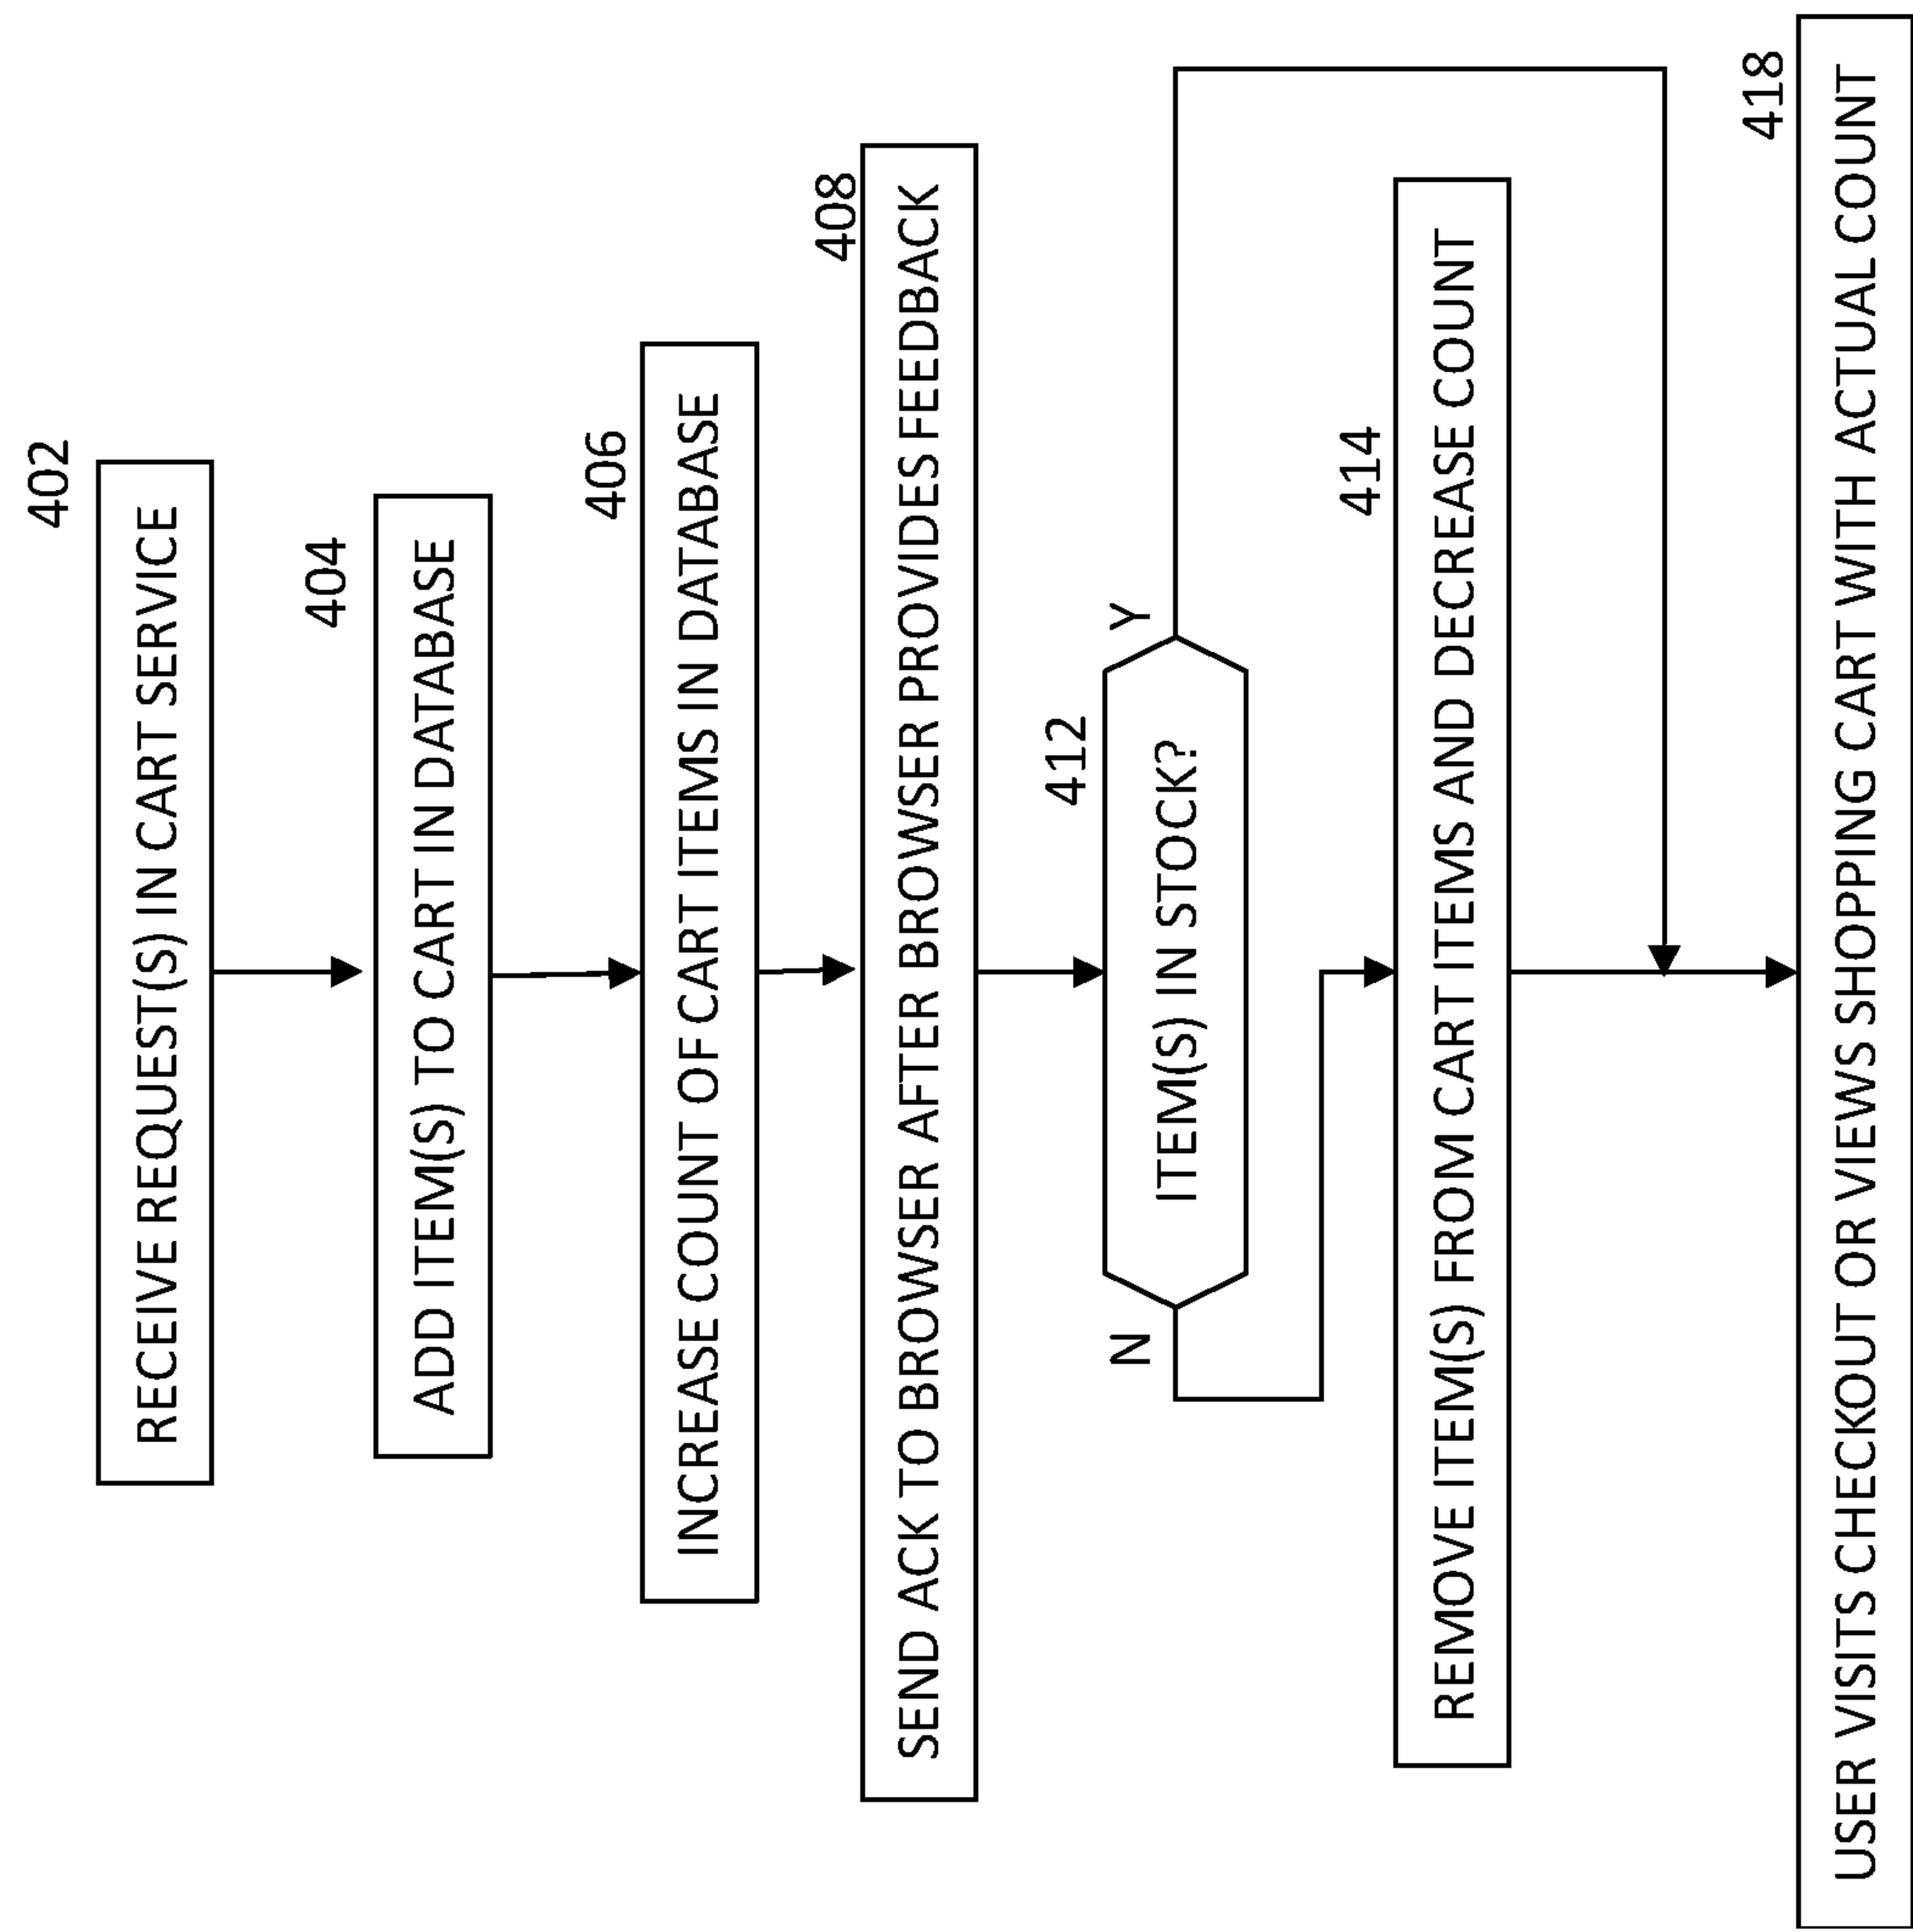 402
RECEIVE REQUEST(S) IN CART SERVICE
404
ADD ITEM(S) TO CART IN DATABASE
406
INCREASE COUNT OF CART ITEMS IN DATABASE
408
SEND ACK TO BROWSER AFTER BROWSER PROVIDES FEEDBACK
412
N
ITEM(S) IN STOCK?
Y
414
REMOVE ITEM(S) FROM CART ITEMS AND DECREASE COUNT
418
USER VISITS CHECKOUT OR VIEWS SHOPPING CART WITH ACTUAL COUNT